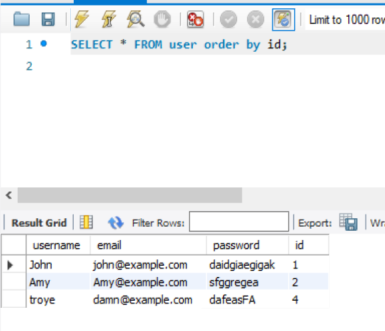 Limit to 1000 rov
1 SELECT * FROM user order by id;
2
Result Grid Filter Rows: Export: Wr
username email password id
John john@example.com daidgiaegigak 1
Amy Amy@example.com sfggregea 2
troye damn@example.com dafeasFA 4